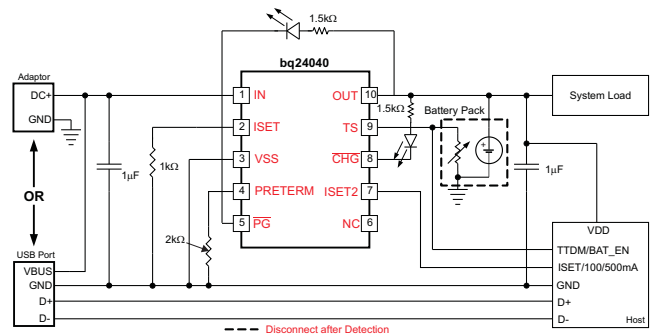 1.5kΩ
bq24040
Adaptor
DC+
GND
OR
USB Port
VBUS
GND
D+
D-
1μF
1kΩ
2kΩ
1 IN
2 ISET
3 VSS
4 PRETERM
5 PG
OUT 10
TS 9
CHG 8
ISET2 7
NC 6
1.5kΩ
Battery Pack
+
1μF
System Load
VDD
TTDM/BAT_EN
ISET/100/500mA
GND
D+
D-
Host
Disconnect after Detection